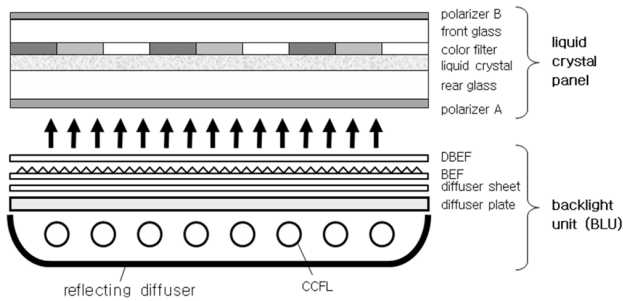 polarizer B
front glass
color filter
liquid crystal
rear glass
polarizer A
liquid
crystal
panel
DBEF
BEF
diffuser sheet
diffuser plate
backlight
unit (BLU)
reflecting diffuser
CCFL